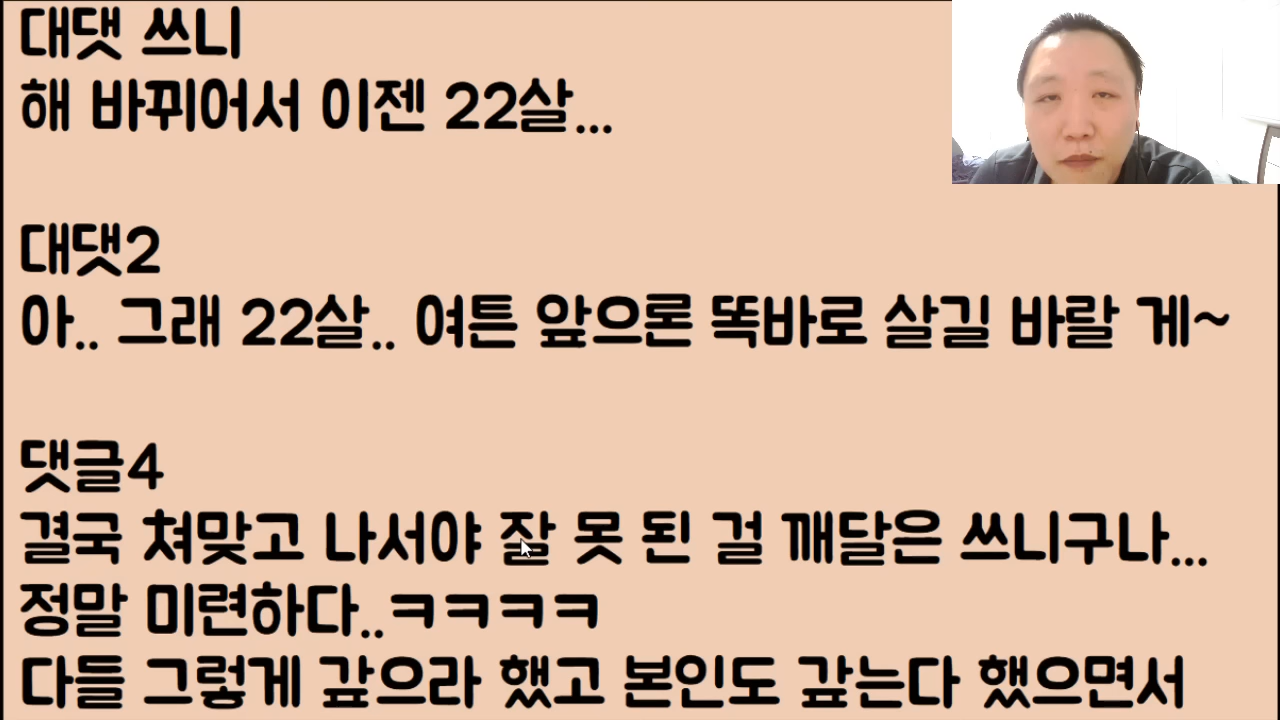 대댓 쓰니
해 바뀌어서 이젠 22살...
대댓2
아.. 그래 22살.. 여튼 앞으론 똑바로 살길 바랄 게~
댓글4
결국 쳐맞고 나서야 잘 못 된 걸 깨달은 쓰니구나...
정말 미련하다..ㅋㅋㅋㅋ
다들 그렇게 갚으라 했고 본인도 갚는다 했으면서